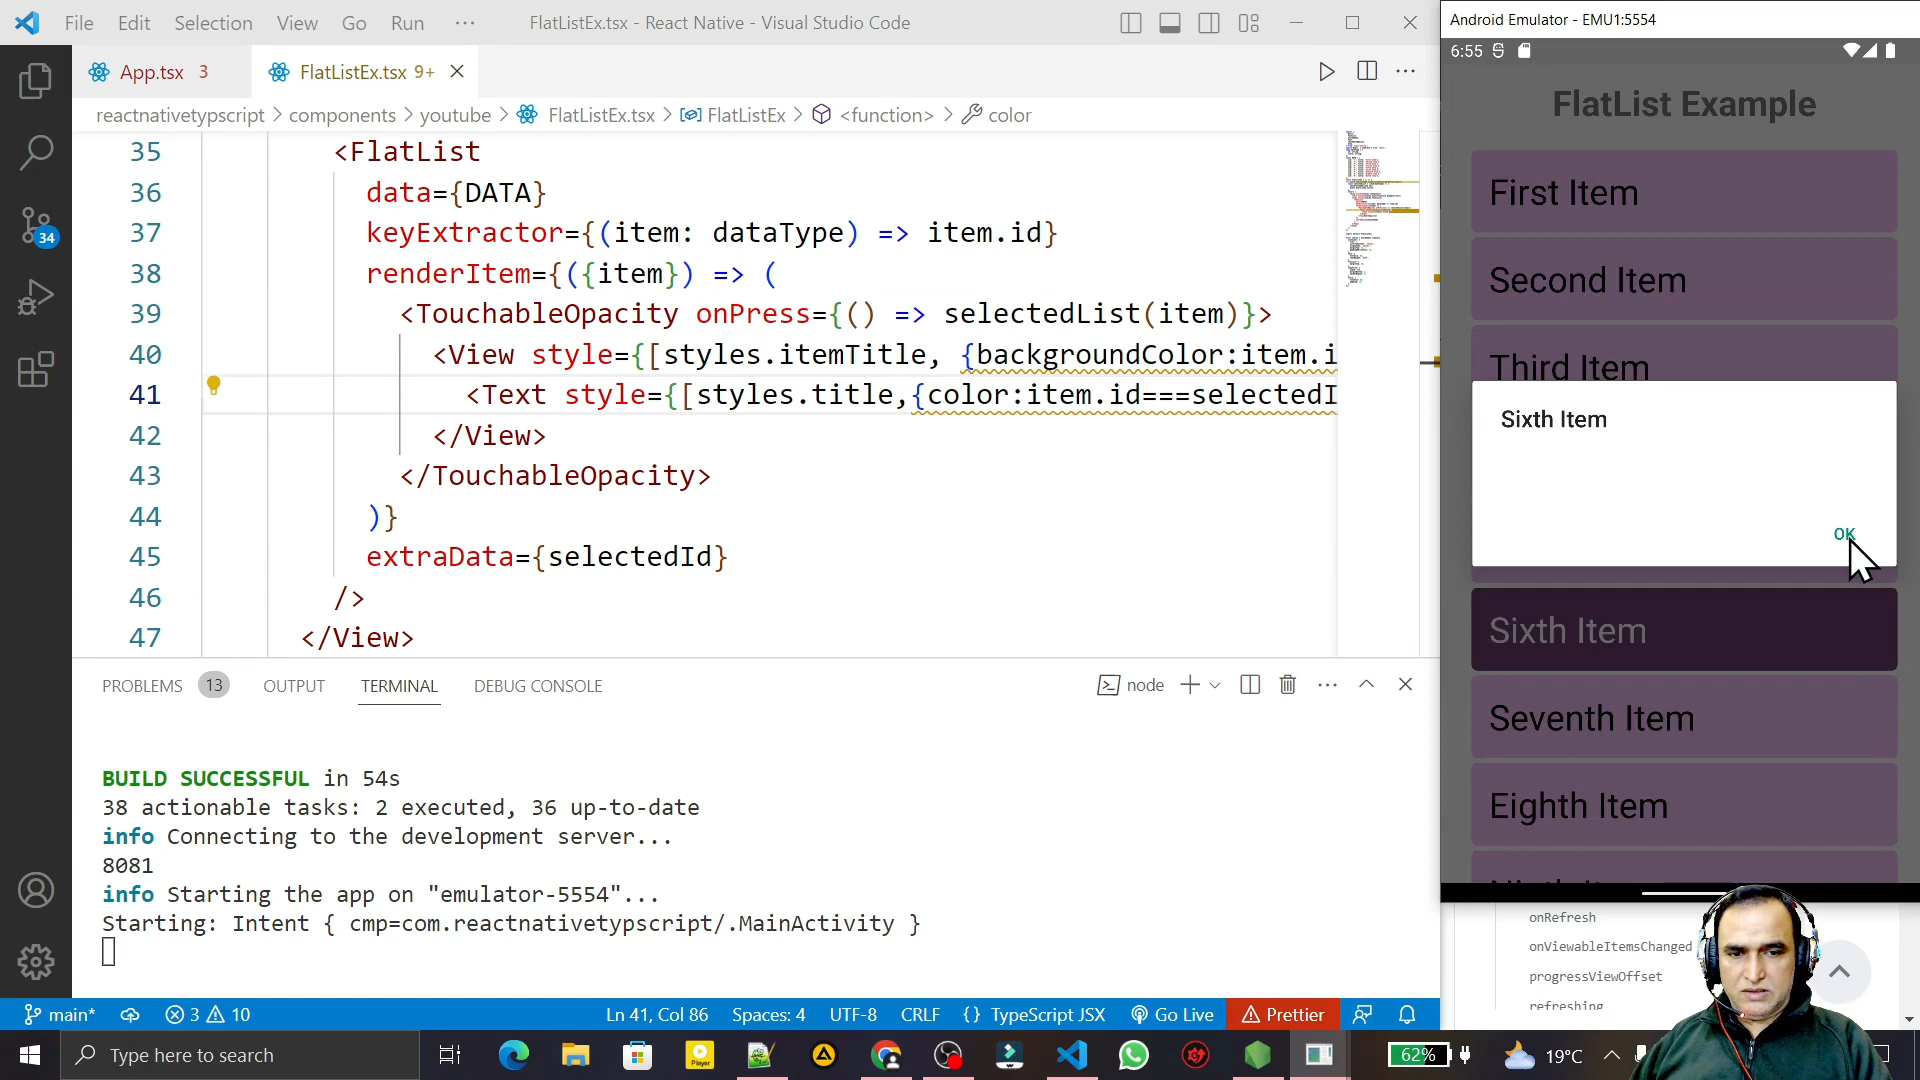 File Edit Selection View Go Run ··· FlatListEx.tsx - React Native - Visual Studio Code
App.tsx 3 FlatListEx.tsx 9+
reactnativetypscript > components > youtube > FlatListEx.tsx > FlatListEx > <function> > color
35 <FlatList
36 data={DATA}
37 keyExtractor={(item: dataType) => item.id}
38 renderItem={({item}) => (
39 <TouchableOpacity onPress={() => selectedList(item)}>
40 <View style={[styles.itemTitle, {backgroundColor:item.i
41 <Text style={[styles.title,{color:item.id===selectedI
42 </View>
43 </TouchableOpacity>
44 )}
45 extraData={selectedId}
46 />
47 </View>
34
PROBLEMS 13 OUTPUT TERMINAL DEBUG CONSOLE
node
BUILD SUCCESSFUL in 54s
38 actionable tasks: 2 executed, 36 up-to-date
info Connecting to the development server...
8081
info Starting the app on "emulator-5554"...
Starting: Intent { cmp=com.reactnativetypscript/.MainActivity }
main* 3 10 Ln 41, Col 86 Spaces: 4 UTF-8 CRLF {} TypeScript JSX Go Live Prettier
Type here to search
62% 19°C
Android Emulator - EMU1:5554
6:55
FlatList Example
First Item
Second Item
Third Item
Sixth Item
OK
Sixth Item
Seventh Item
Eighth Item
onRefresh
onViewableItemsChanged
progressViewOffset
refreshing